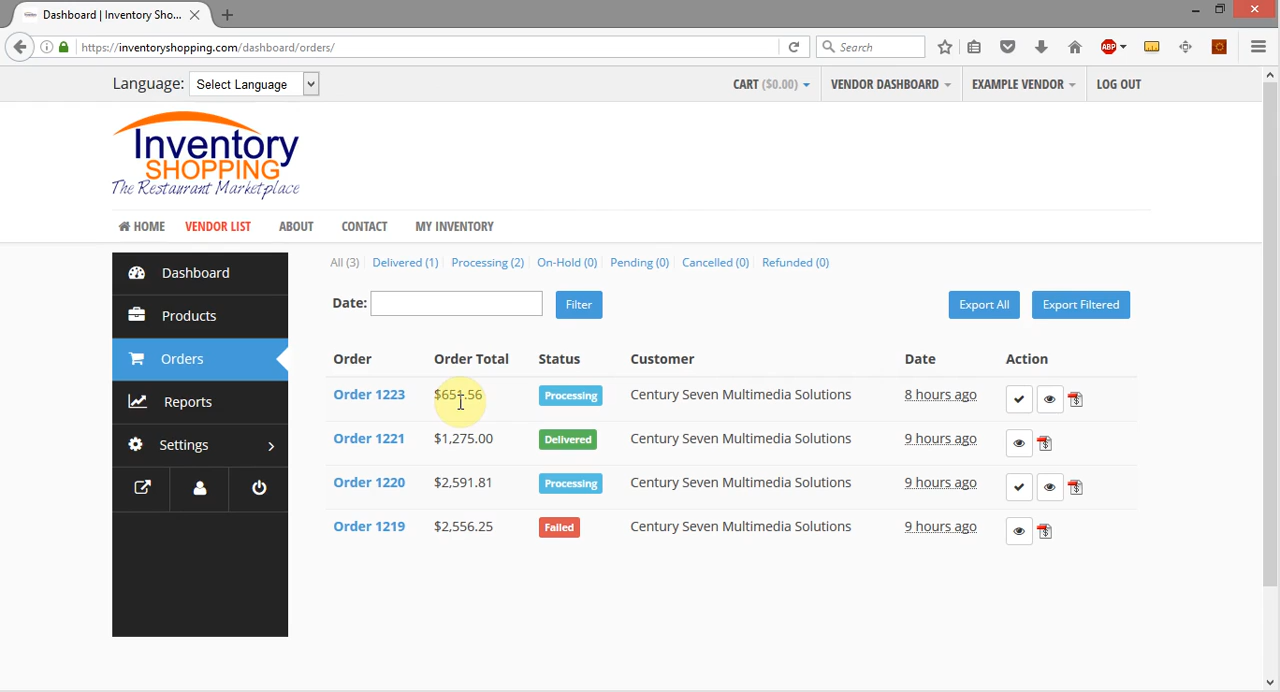 Dashboard | Inventory Sho...
https://inventoryshopping.com/dashboard/orders/
Search
ABP
Language: Select Language
CART ($0.00)
VENDOR DASHBOARD
EXAMPLE VENDOR
LOG OUT
Inventory
SHOPPING
The Restaurant Marketplace
HOME
VENDOR LIST
ABOUT
CONTACT
MY INVENTORY
Dashboard
Products
Orders
Reports
Settings
All (3) Delivered (1) Processing (2) On-Hold (0) Pending (0) Cancelled (0) Refunded (0)
Date: Filter Export All Export Filtered
Order Order Total Status Customer Date Action
Order 1223 $651.56 Processing Century Seven Multimedia Solutions 8 hours ago
Order 1221 $1,275.00 Delivered Century Seven Multimedia Solutions 9 hours ago
Order 1220 $2,591.81 Processing Century Seven Multimedia Solutions 9 hours ago
Order 1219 $2,556.25 Failed Century Seven Multimedia Solutions 9 hours ago